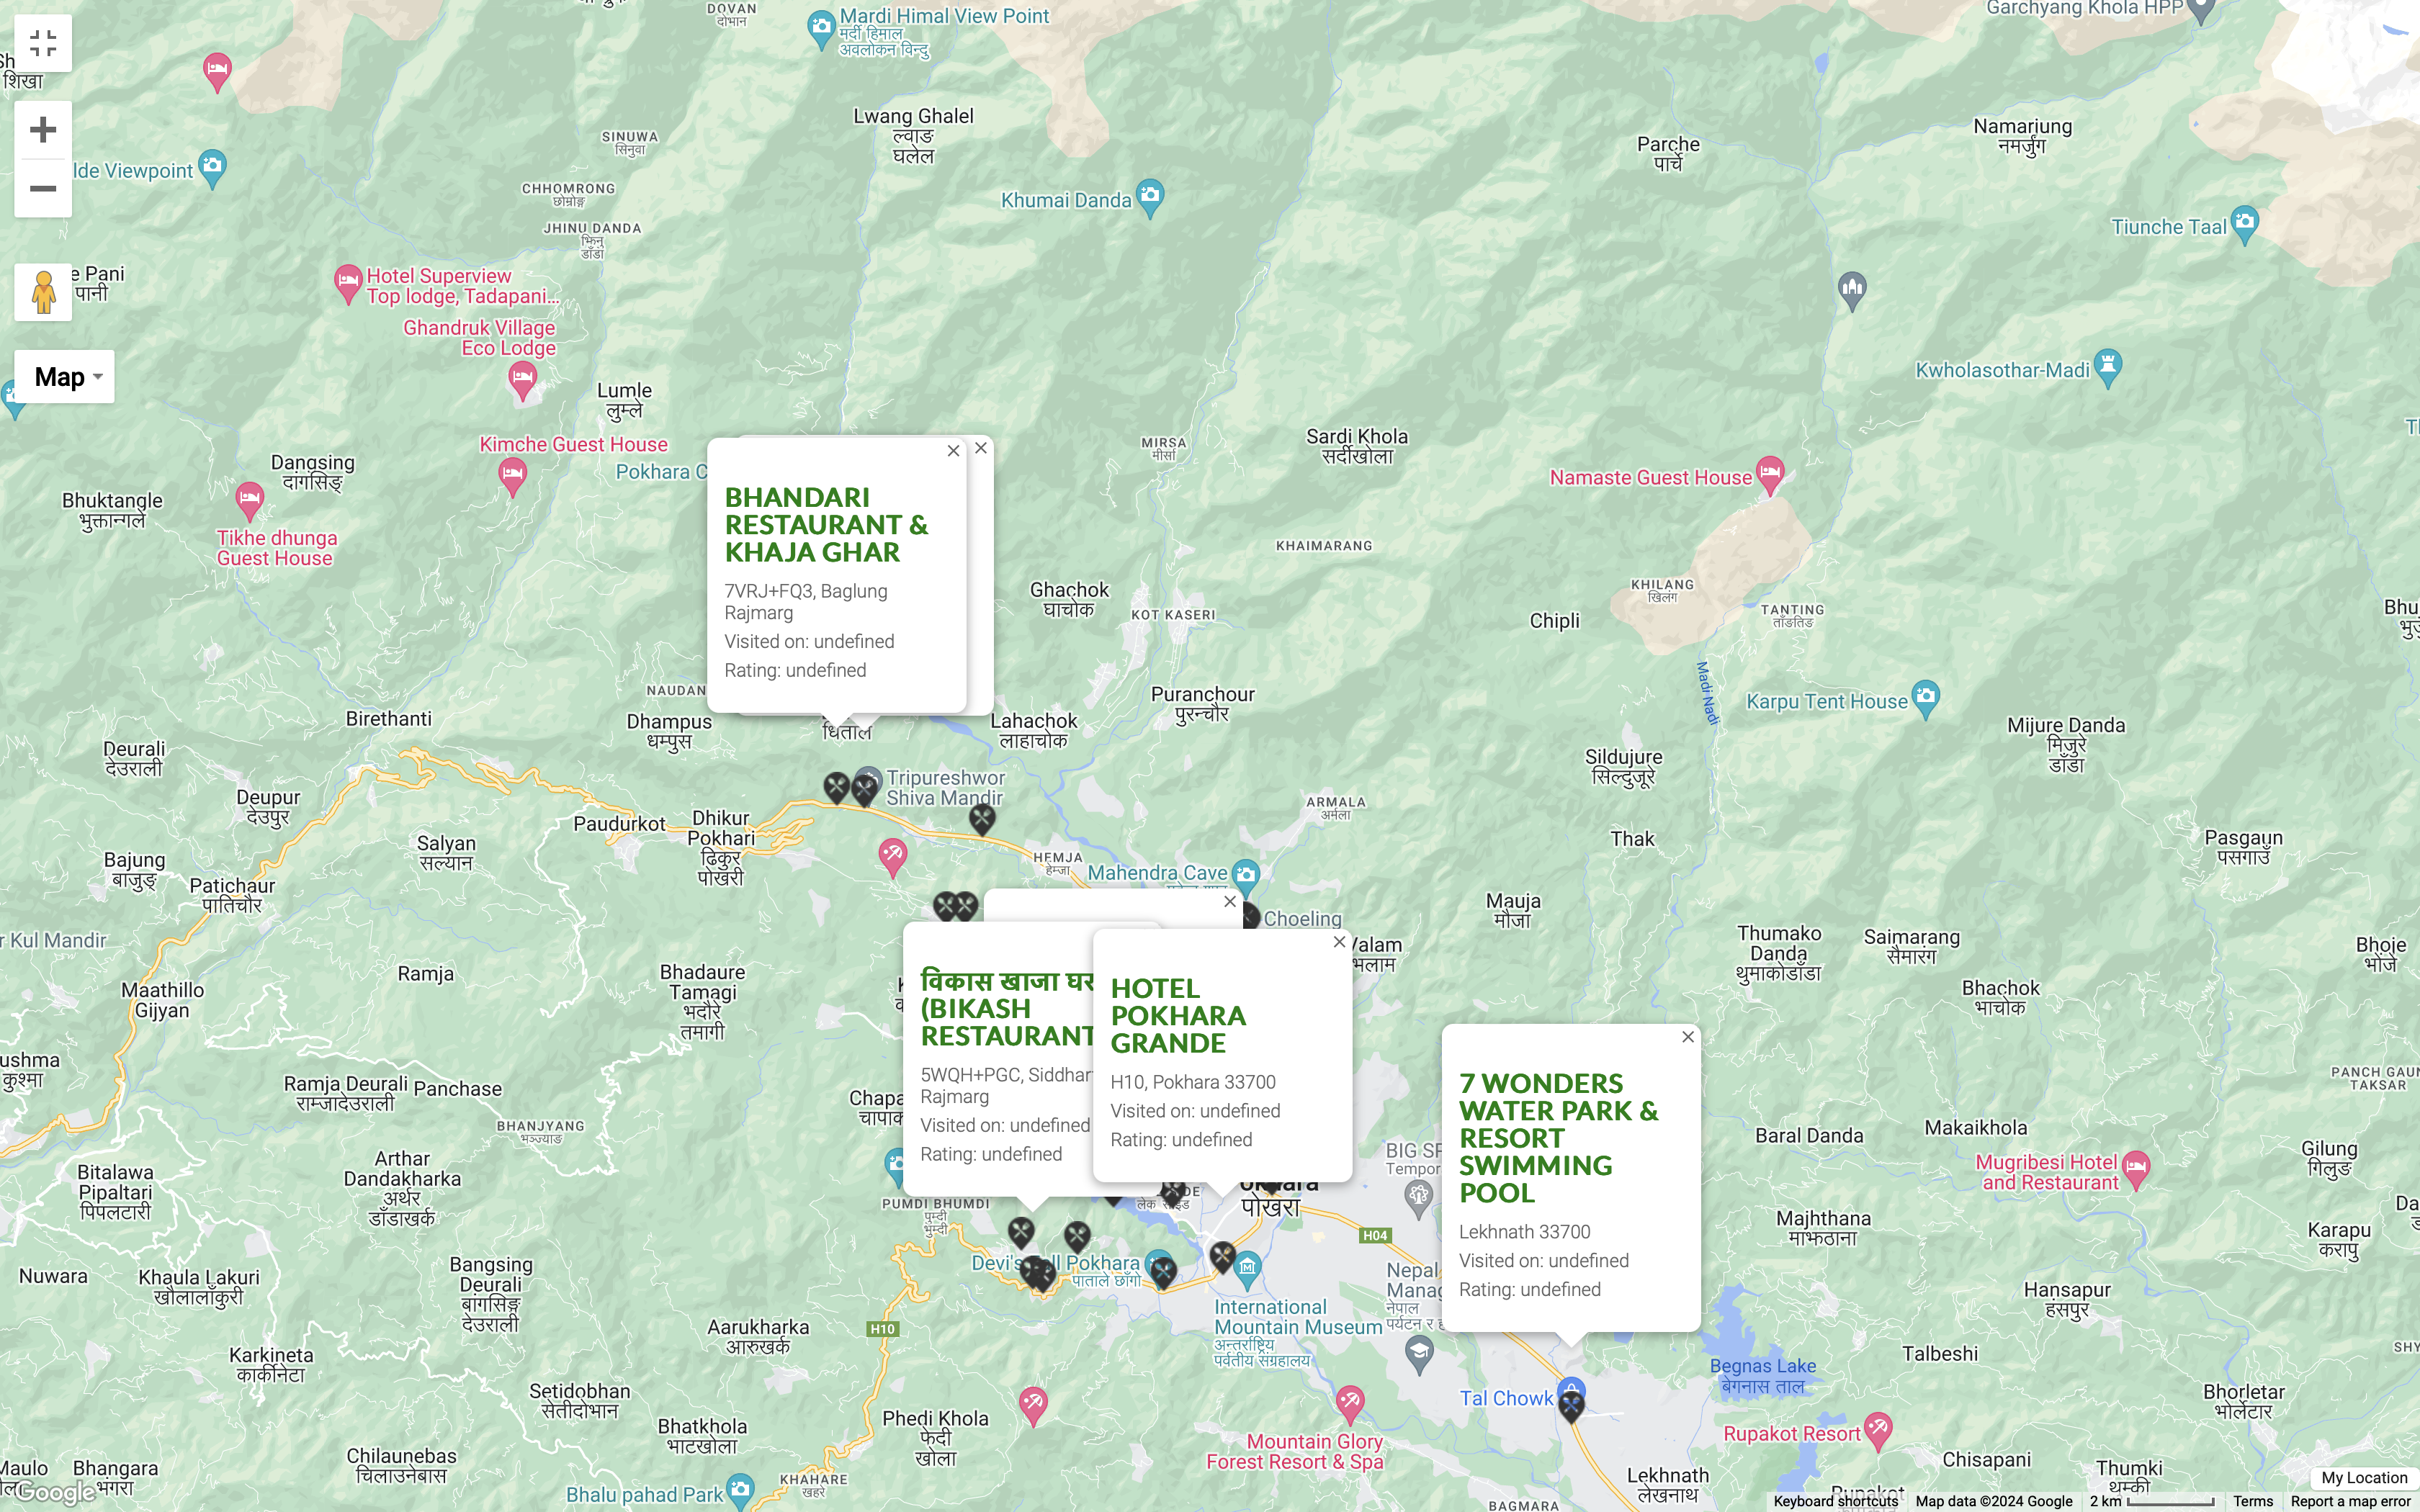 DOVAN
दोभान
Mardi Himal View Point
मर्दी हिमाल
अवलोकन विन्दु
Garchyang Khola HPP
शिखा
lde Viewpoint
SINUWA
सिनुवा
Lwang Ghalel
ल्वाङ
घलेल
Parche
पार्चे
Namarjung
नमर्जुंग
CHHOMRONG
छोम्रोङ्ग
Khumai Danda
Tiunche Taal
JHINU DANDA
झिनु
डाँडा
e Pani
पानी
Hotel Superview
Top lodge, Tadapani...
Ghandruk Village
Eco Lodge
Map
Kwholasothar-Madi
Lumle
लुम्ले
Kimche Guest House
Pokhara C
MIRSA
मीर्सा
Sardi Khola
सर्दीखोला
Namaste Guest House
Dangsing
दागसिङ्
Bhuktangle
भुक्तान्गले
Tikhe dhunga
Guest House
BHANDARI
RESTAURANT &
KHAJA GHAR
7VRJ+FQ3, Baglung
Rajmarg
Visited on: undefined
Rating: undefined
KHAIMARANG
Ghachok
घाचोक
KOT KASERI
KHILANG
खिलंग
TANTING
ताङतिङ
Chipli
Madi Nadi
NAUDAN
Dhampus
धम्पुस
धिताल
Lahachok
लाहाचोक
Puranchour
पुरन्चौर
Karpu Tent House
Mijure Danda
मिजुरे
डाँडा
Birethanti
Deurali
देउराली
Sildujure
सिल्दुजूरे
Tripureshwor
Shiva Mandir
Deupur
देउपुर
Paudurkot
Dhikur
Pokhari
ढिकुर
पोखरी
ARMALA
अर्मला
Thak
Pasgaun
पसगाउँ
Salyan
सल्यान
Bajung
बाजुङ्
HEMJA
हेम्जा
Mahendra Cave
Patichaur
पातिचौर
Mauja
मौजा
Choeling
r Kul Mandir
Valam
भलाम
Thumako
Danda
थुमाकोडाँडा
Saimarang
सैमारंग
Bhoje
भोजे
Ramja
Bhadaure
Tamagi
भदौरे
तमागी
Maathillo
Gijyan
विकास खाजा घर
(BIKASH
RESTAURANT
5WQH+PGC, Siddhar
Rajmarg
Visited on: undefined
Rating: undefined
HOTEL
POKHARA
GRANDE
H10, Pokhara 33700
Visited on: undefined
Rating: undefined
Bhachok
भाचोक
7 WONDERS
WATER PARK &
RESORT
SWIMMING
POOL
Lekhnath 33700
Visited on: undefined
Rating: undefined
ushma
कुश्मा
Ramja Deurali
राम्जादेउराली
Panchase
Chapa
चापाक
PANCH GAUN
TAKSAR
BHANJYANG
भञ्ज्याङ
Baral Danda
Makaikhola
BIG SF
Tempor
Gilung
गिलुङ
Mugribesi Hotel
and Restaurant
Arthar
Dandakharka
अर्थर
डाँडाखर्क
Bitalawa
Pipaltari
पिपलटारी
PUMDI BHUMDI
पुम्दी
भुम्दी
पोखरा
H04
Majhthana
माझठाना
Karapu
करापु
Devi's
ll Pokhara
पाताले छाँगो
Nuwara
Khaula Lakuri
खौलालाँकुरी
Bangsing
Deurali
बांगसिङ्ग
देउराली
Nepal
Manag
नेपाल
Hansapur
हंसपुर
International
Mountain Museum
अन्तर्राष्ट्रिय
पर्वतीय संग्रहालय
H10
Aarukharka
आरुखर्क
Karkineta
कार्किनेटा
Begnas Lake
बेगनास ताल
Talbeshi
SHY
Setidobhan
सेतीदोभान
Tal Chowk
Bhorletar
भोर्लेटार
Phedi Khola
फेदी
खोला
Bhatkhola
भाटखोला
Rupakot Resort
Mountain Glory
Forest Resort & Spa
Chilaunebas
चिलाउनेबास
Bhangara
भंगरा
Chisapani
Thumki
थुम्की
Lekhnath
लेखनाथ
KHAHARE
खहरे
Bhalu pahad Park
BAGMARA
Rupakot
My Location
Google
Keyboard shortcuts
Map data ©2024 Google
2 km
Terms
Report a map error